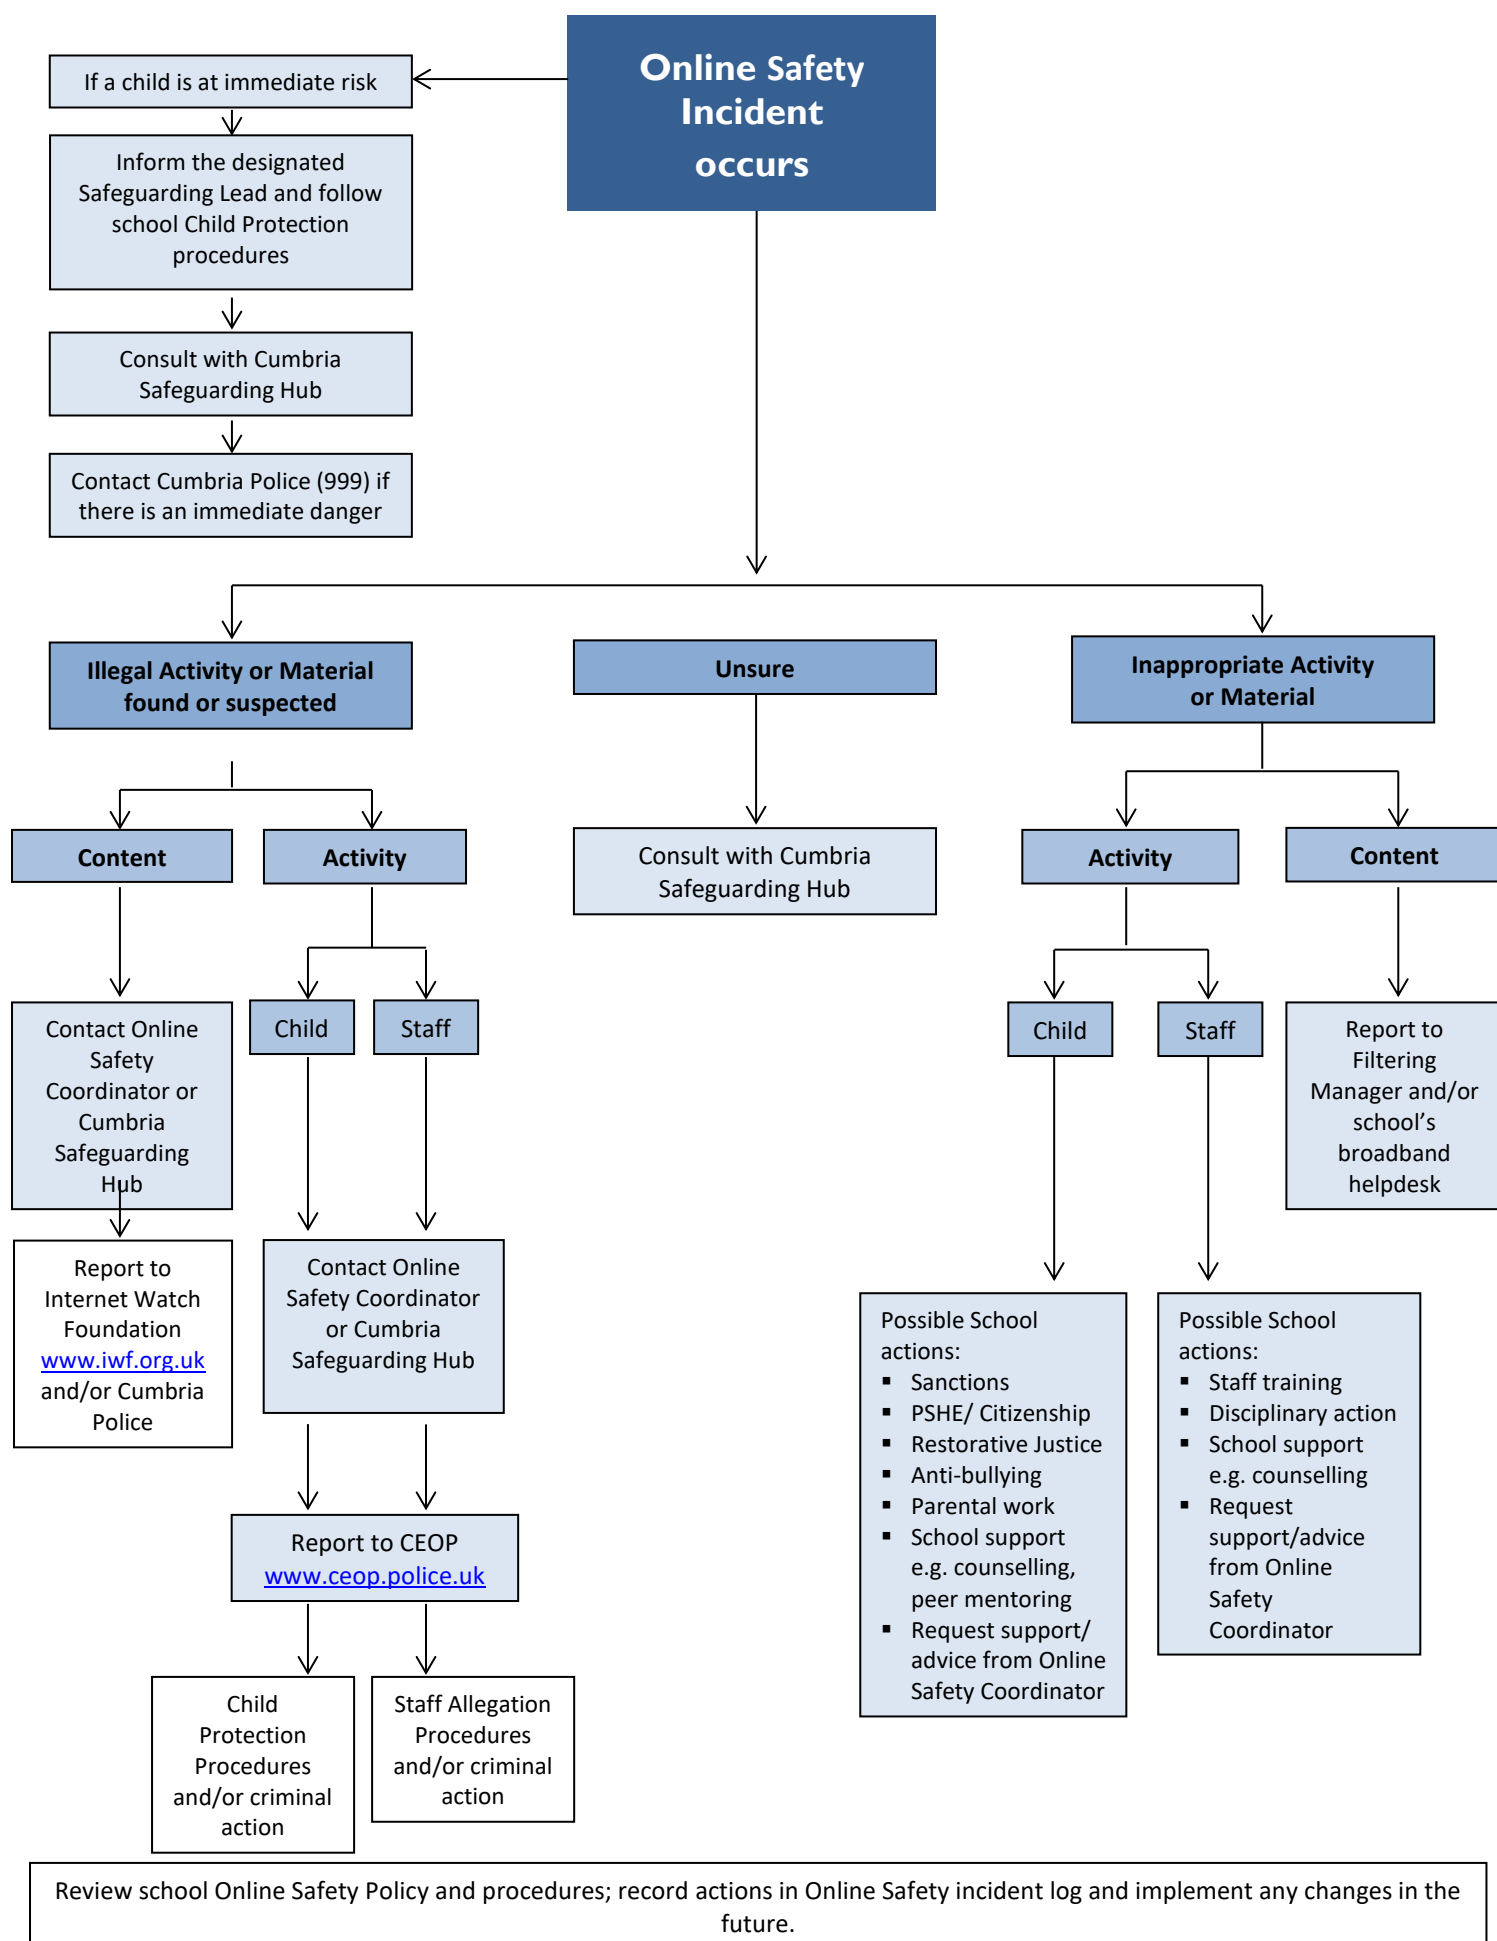 Online Safety
Incident
occurs
If a child is at immediate risk
Inform the designated
Safeguarding Lead and follow
school Child Protection
procedures
Consult with Cumbria
Safeguarding Hub
Contact Cumbria Police (999) if
there is an immediate danger
Illegal Activity or Material
found or suspected
Unsure
Inappropriate Activity
or Material
Content
Activity
Consult with Cumbria
Safeguarding Hub
Activity
Content
Contact Online
Safety
Coordinator or
Cumbria
Safeguarding
Hub
Child
Staff
Child
Staff
Report to
Filtering
Manager and/or
school’s
broadband
helpdesk
Report to
Internet Watch
Foundation
www.iwf.org.uk
and/or Cumbria
Police
Contact Online
Safety Coordinator
or Cumbria
Safeguarding Hub
Possible School
actions:
▪ Sanctions
▪ PSHE/ Citizenship
▪ Restorative Justice
▪ Anti-bullying
▪ Parental work
▪ School support
e.g. counselling,
peer mentoring
▪ Request support/
advice from Online
Safety Coordinator
Possible School
actions:
▪ Staff training
▪ Disciplinary action
▪ School support
e.g. counselling
▪ Request
support/advice
from Online
Safety
Coordinator
Report to CEOP
www.ceop.police.uk
Child
Protection
Procedures
and/or criminal
action
Staff Allegation
Procedures
and/or criminal
action
Review school Online Safety Policy and procedures; record actions in Online Safety incident log and implement any changes in the
future.